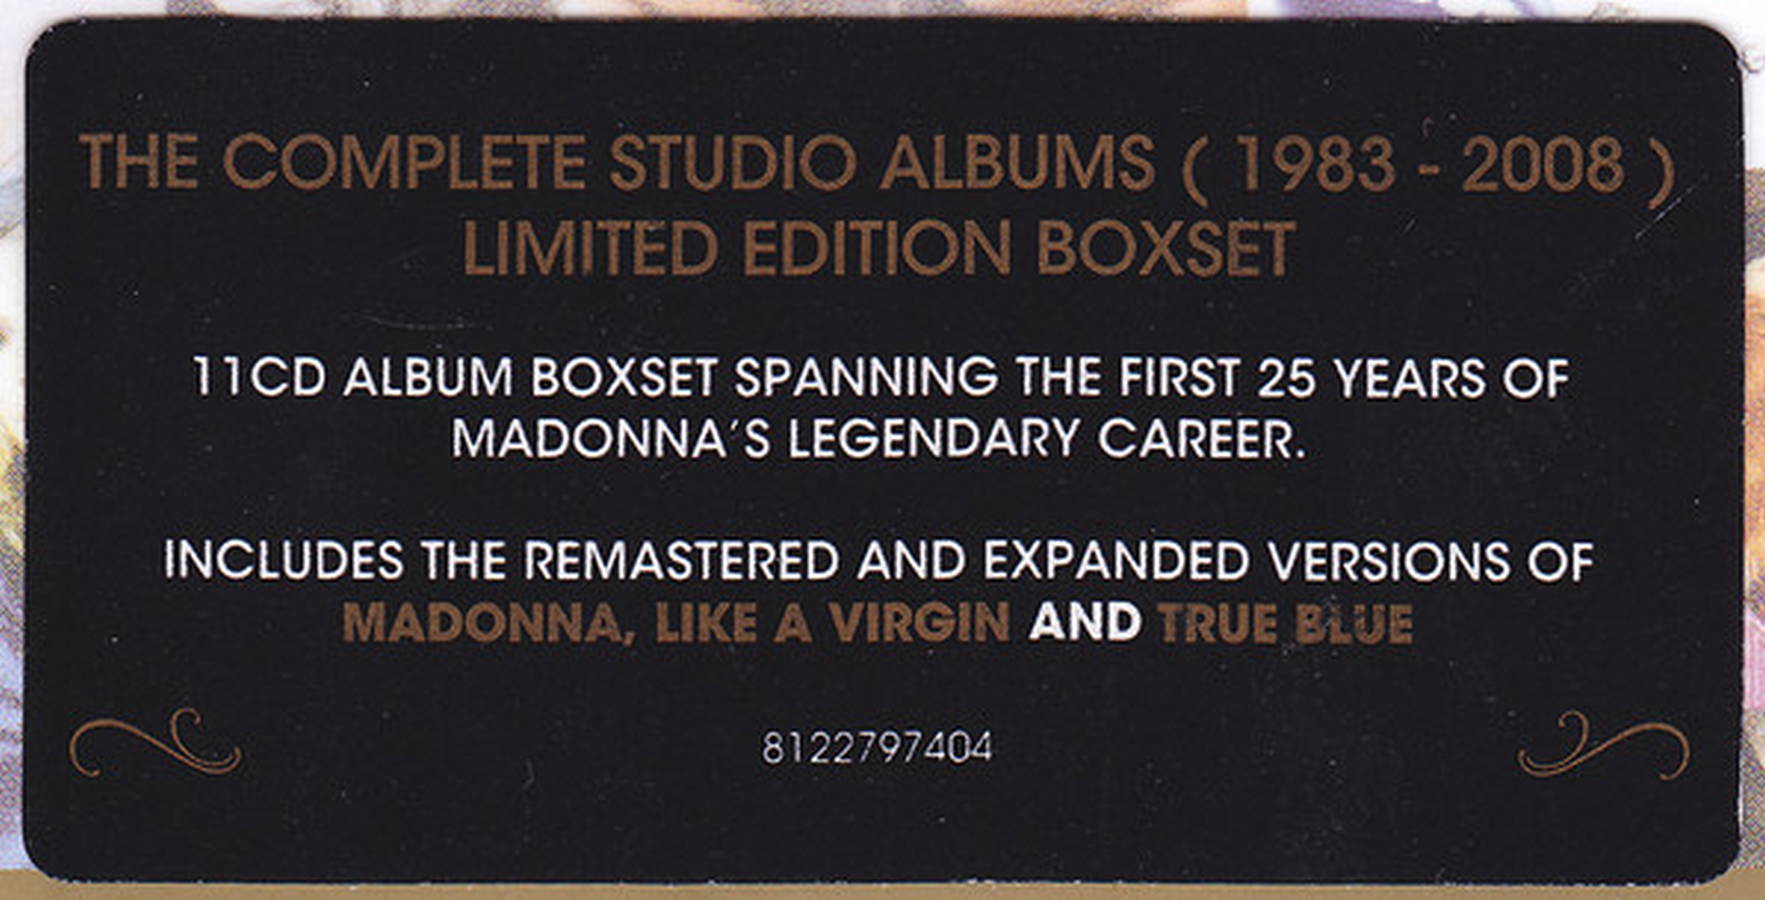 THE COMPLETE STUDIO ALBUMS ( 1983 - 2008 )
LIMITED EDITION BOXSET
11CD ALBUM BOXSET SPANNING THE FIRST 25 YEARS OF
MADONNA'S LEGENDARY CAREER.
INCLUDES THE REMASTERED AND EXPANDED VERSIONS OF
MADONNA, LIKE A VIRGIN AND TRUE BLUE
8122797404